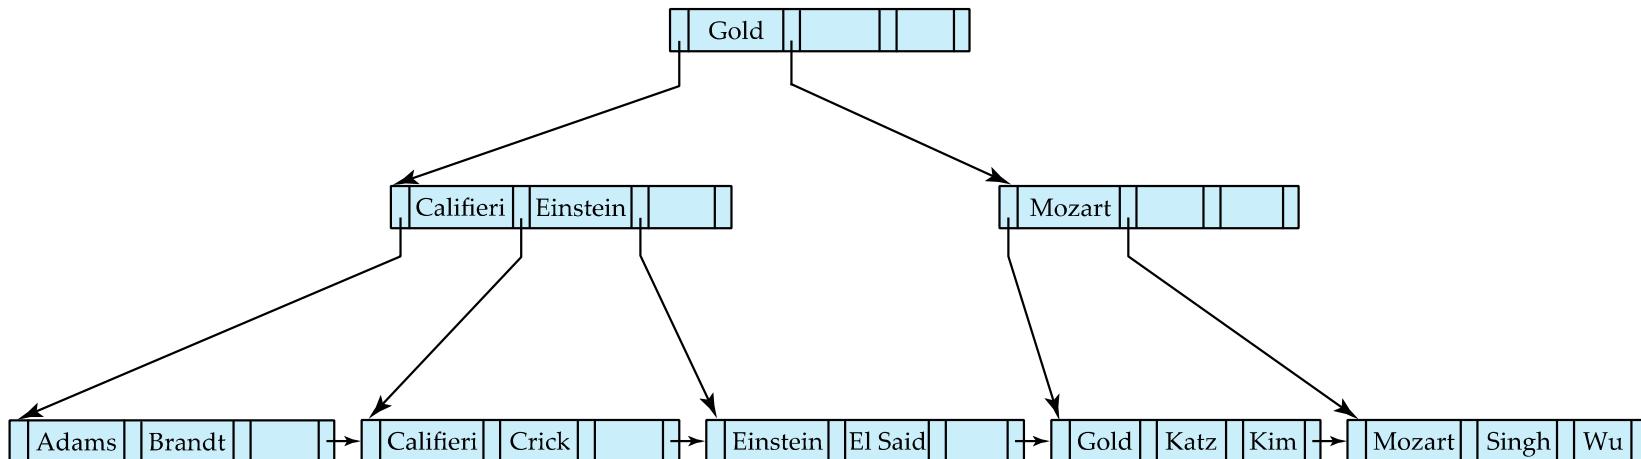 Gold
Califieri Einstein Mozart
Adams Brandt Califieri Crick Einstein El Said Gold Katz Kim Mozart Singh Wu